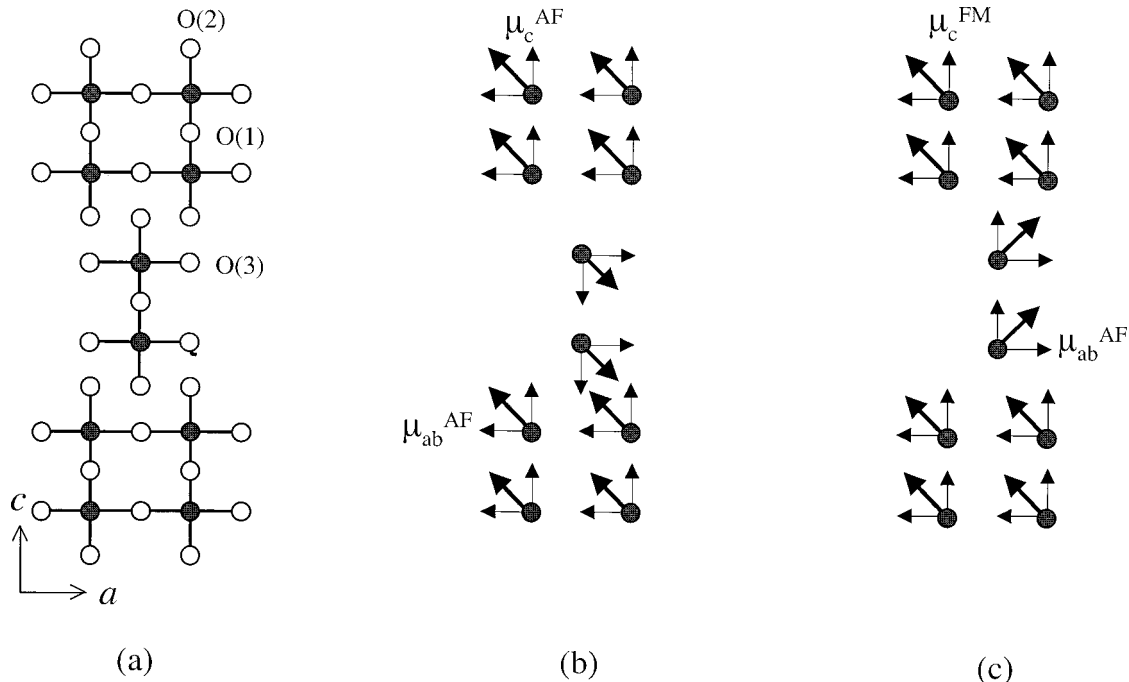 O(2)
O(1)
O(3)
c
a
(a)
μc^AF
μab^AF
(b)
μc^FM
μab^AF
(c)